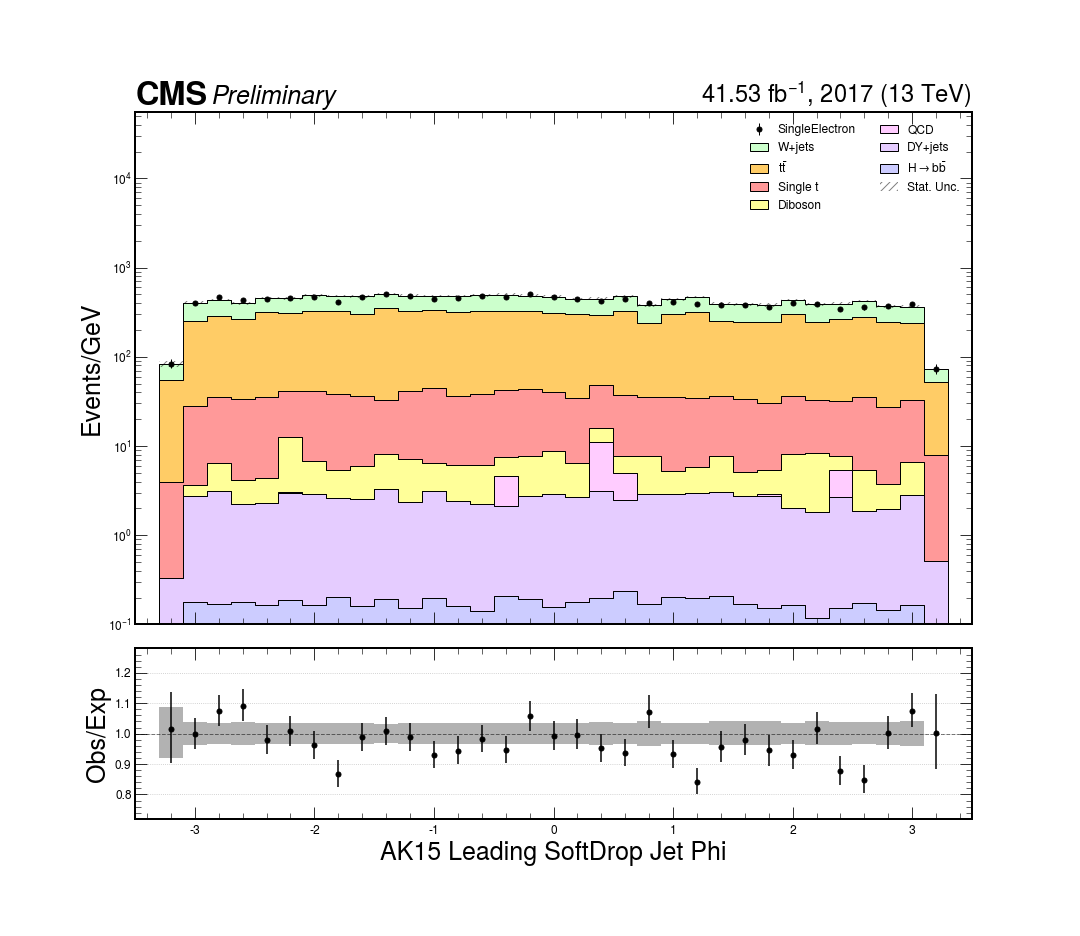 CMS Preliminary
41.53 fb⁻¹, 2017 (13 TeV)
SingleElectron
W+jets
tt̄
Single t
Diboson
QCD
DY+jets
H→bb̄
Stat. Unc.
Events/GeV
10⁴
10³
10²
10¹
10⁰
10⁻¹
Obs/Exp
1.2
1.1
1.0
0.9
0.8
-3 -2 -1 0 1 2 3
AK15 Leading SoftDrop Jet Phi